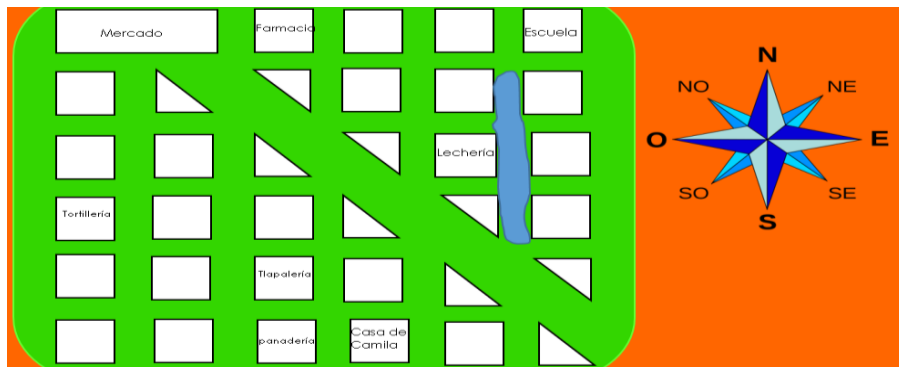 Mercado
Farmacia
Escuela
Lechería
Tortillería
Tlapalería
panadería
Casa de
Camila
N
NO
NE
O
E
SO
SE
S